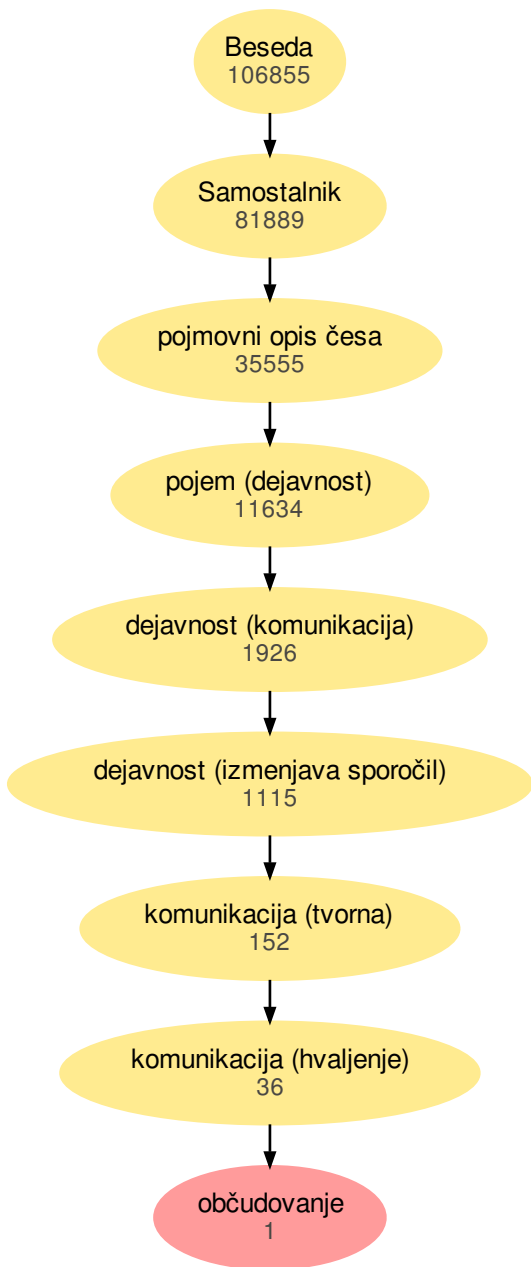 Beseda
106855
Samostalnik
81889
pojmovni opis česa
35555
pojem (dejavnost)
11634
dejavnost (komunikacija)
1926
dejavnost (izmenjava sporočil)
1115
komunikacija (tvorna)
152
komunikacija (hvaljenje)
36
občudovanje
1